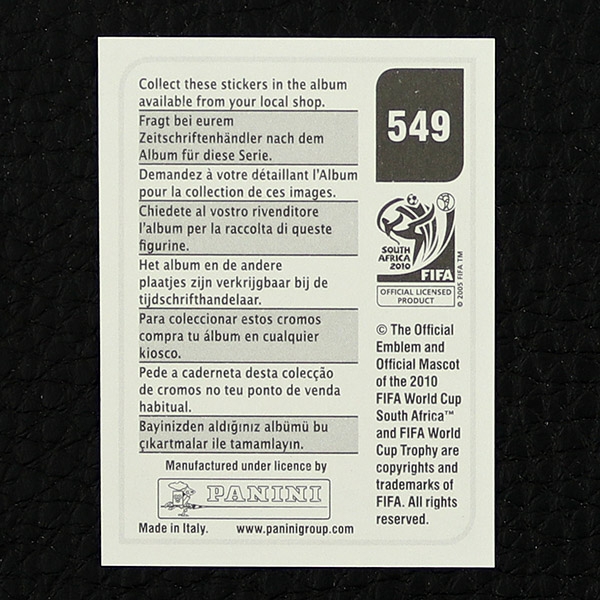 Collect these stickers in the album
available from your local shop.
Fragt bei eurem
Zeitschriftenhändler nach dem
Album für diese Serie.
Demandez à votre détaillant l'Album
pour la collection de ces images.
Chiedete al vostro rivenditore
l'album per la raccolta di queste
figurine.
Het album en de andere
plaatjes zijn verkrijgbaar bij de
tijdschrifthandelaar.
Para coleccionar estos cromos
compra tu álbum en cualquier
kiosco.
Pede a caderneta desta colecção
de cromos no teu ponto de venda
habitual.
Bayinizden aldığınız albümü bu
çıkartmalar ile tamamlayın.
Manufactured under licence by
PANINI
Made in Italy. www.paninigroup.com
549
SOUTH
AFRICA
2010
FIFA
OFFICIAL LICENSED
PRODUCT
© 2005 FIFA TM
© The Official
Emblem and
Official Mascot
of the 2010
FIFA World Cup
South Africa™
and FIFA World
Cup Trophy are
copyrights and
trademarks of
FIFA. All rights
reserved.